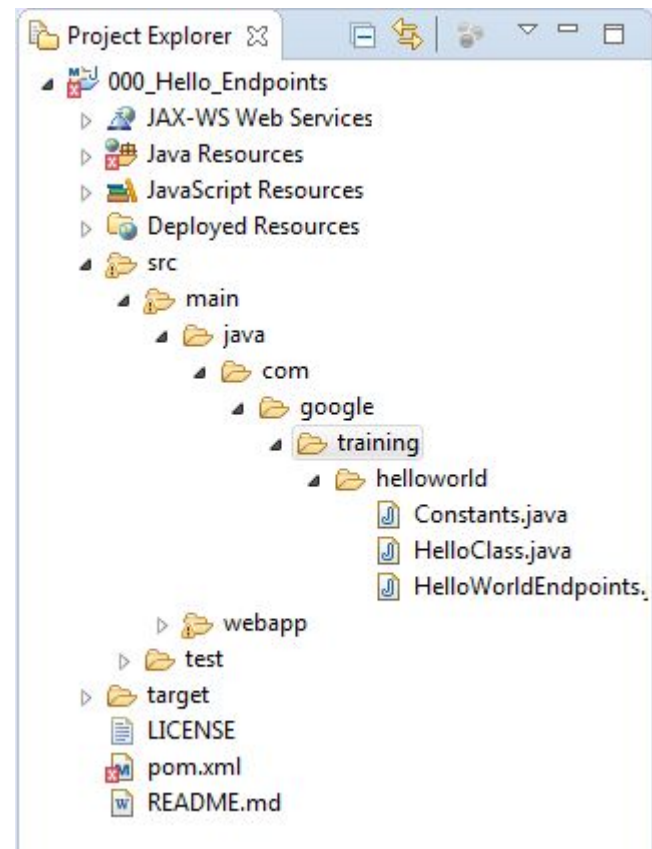 Project Explorer
000_Hello_Endpoints
JAX-WS Web Services
Java Resources
JavaScript Resources
Deployed Resources
src
main
java
com
google
training
helloworld
Constants.java
HelloClass.java
HelloWorldEndpoints.
webapp
test
target
LICENSE
pom.xml
README.md